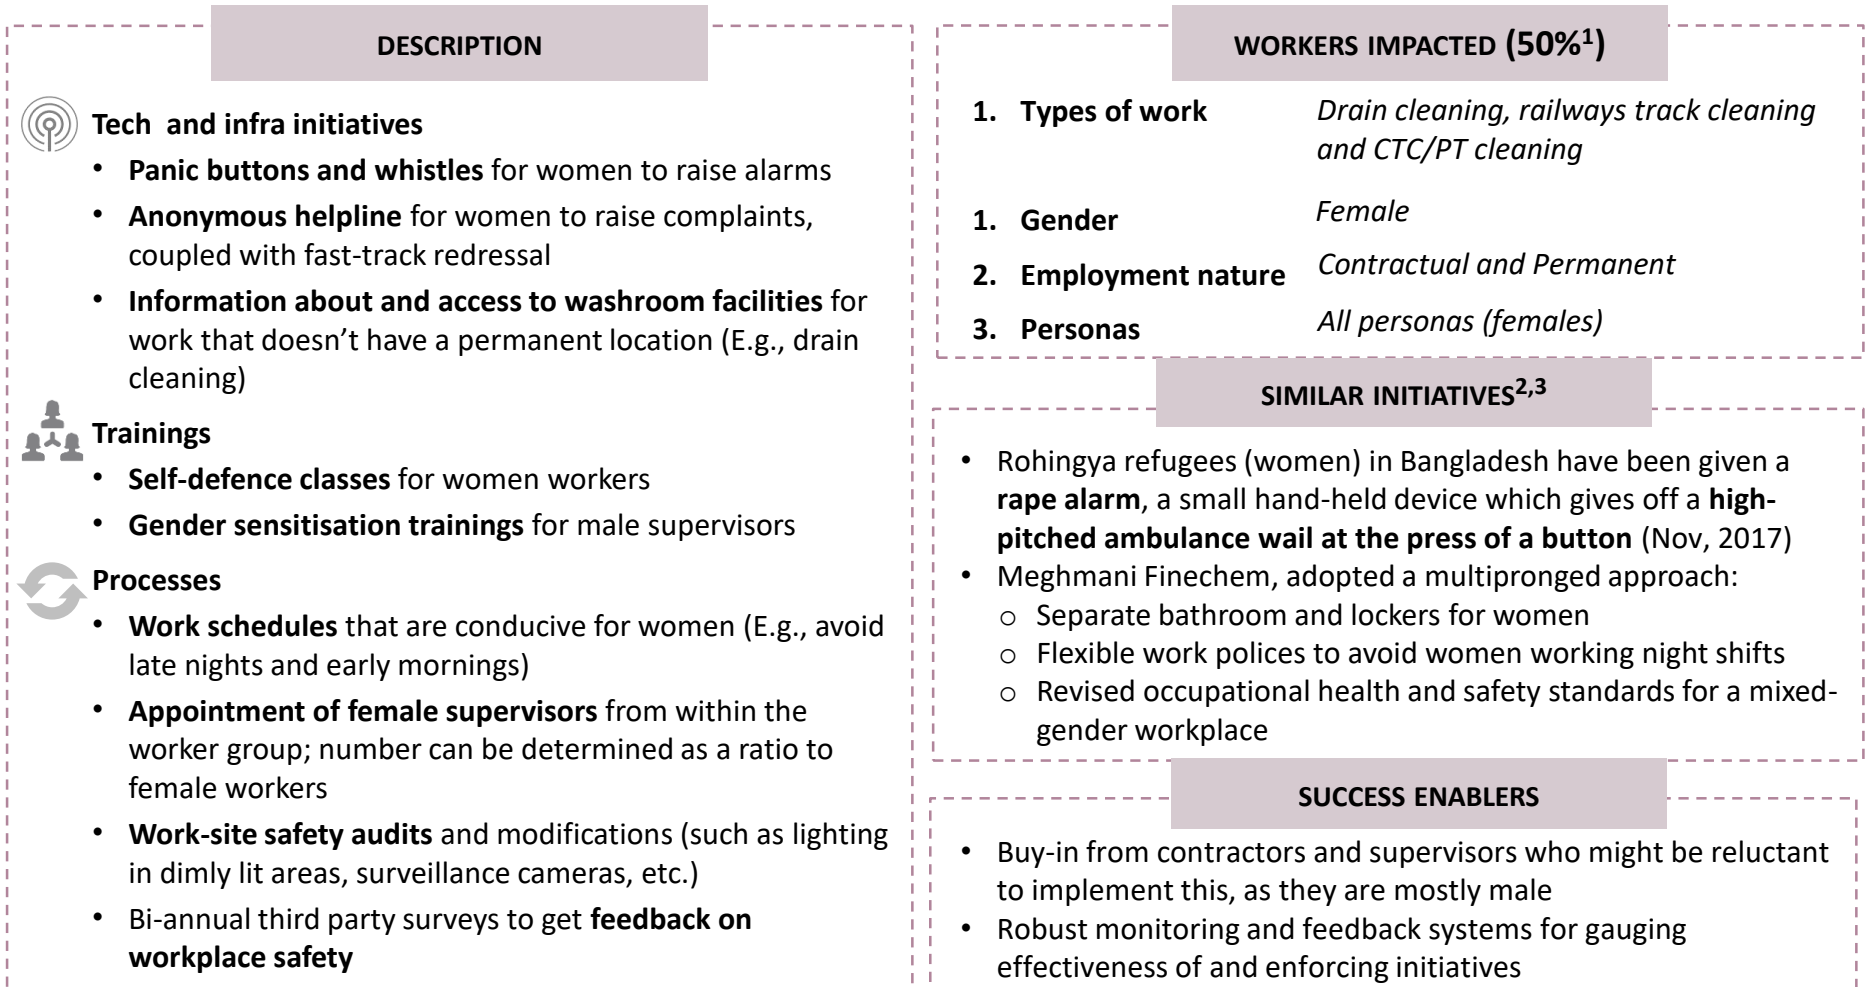 DESCRIPTION
Tech and infra initiatives
• Panic buttons and whistles for women to raise alarms
• Anonymous helpline for women to raise complaints,
coupled with fast-track redressal
• Information about and access to washroom facilities for
work that doesn't have a permanent location (E.g., drain
cleaning)
Trainings
• Self-defence classes for women workers
• Gender sensitisation trainings for male supervisors
Processes
• Work schedules that are conducive for women (E.g., avoid
late nights and early mornings)
• Appointment of female supervisors from within the
worker group; number can be determined as a ratio to
female workers
• Work-site safety audits and modifications (such as lighting
in dimly lit areas, surveillance cameras, etc.)
• Bi-annual third party surveys to get feedback on
workplace safety
WORKERS IMPACTED (50%¹)
1. Types of work Drain cleaning, railways track cleaning
and CTC/PT cleaning
1. Gender Female
2. Employment nature Contractual and Permanent
3. Personas All personas (females)
SIMILAR INITIATIVES²,³
• Rohingya refugees (women) in Bangladesh have been given a
rape alarm, a small hand-held device which gives off a high-
pitched ambulance wail at the press of a button (Nov, 2017)
• Meghmani Finechem, adopted a multipronged approach:
o Separate bathroom and lockers for women
o Flexible work polices to avoid women working night shifts
o Revised occupational health and safety standards for a mixed-
gender workplace
SUCCESS ENABLERS
• Buy-in from contractors and supervisors who might be reluctant
to implement this, as they are mostly male
• Robust monitoring and feedback systems for gauging
effectiveness of and enforcing initiatives